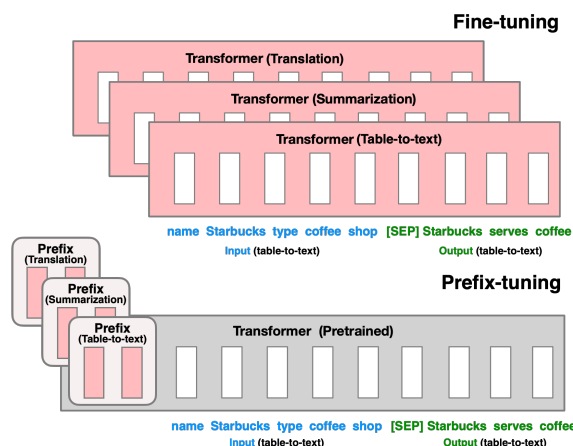 Fine-tuning
Transformer (Translation)
Transformer (Summarization)
Transformer (Table-to-text)
name Starbucks type coffee shop [SEP] Starbucks serves coffee
Input (table-to-text) Output (table-to-text)
Prefix-tuning
Prefix
(Translation)
Prefix
(Summarization)
Prefix
(Table-to-text)
Transformer (Pretrained)
name Starbucks type coffee shop [SEP] Starbucks serves coffee
Input (table-to-text) Output (table-to-text)